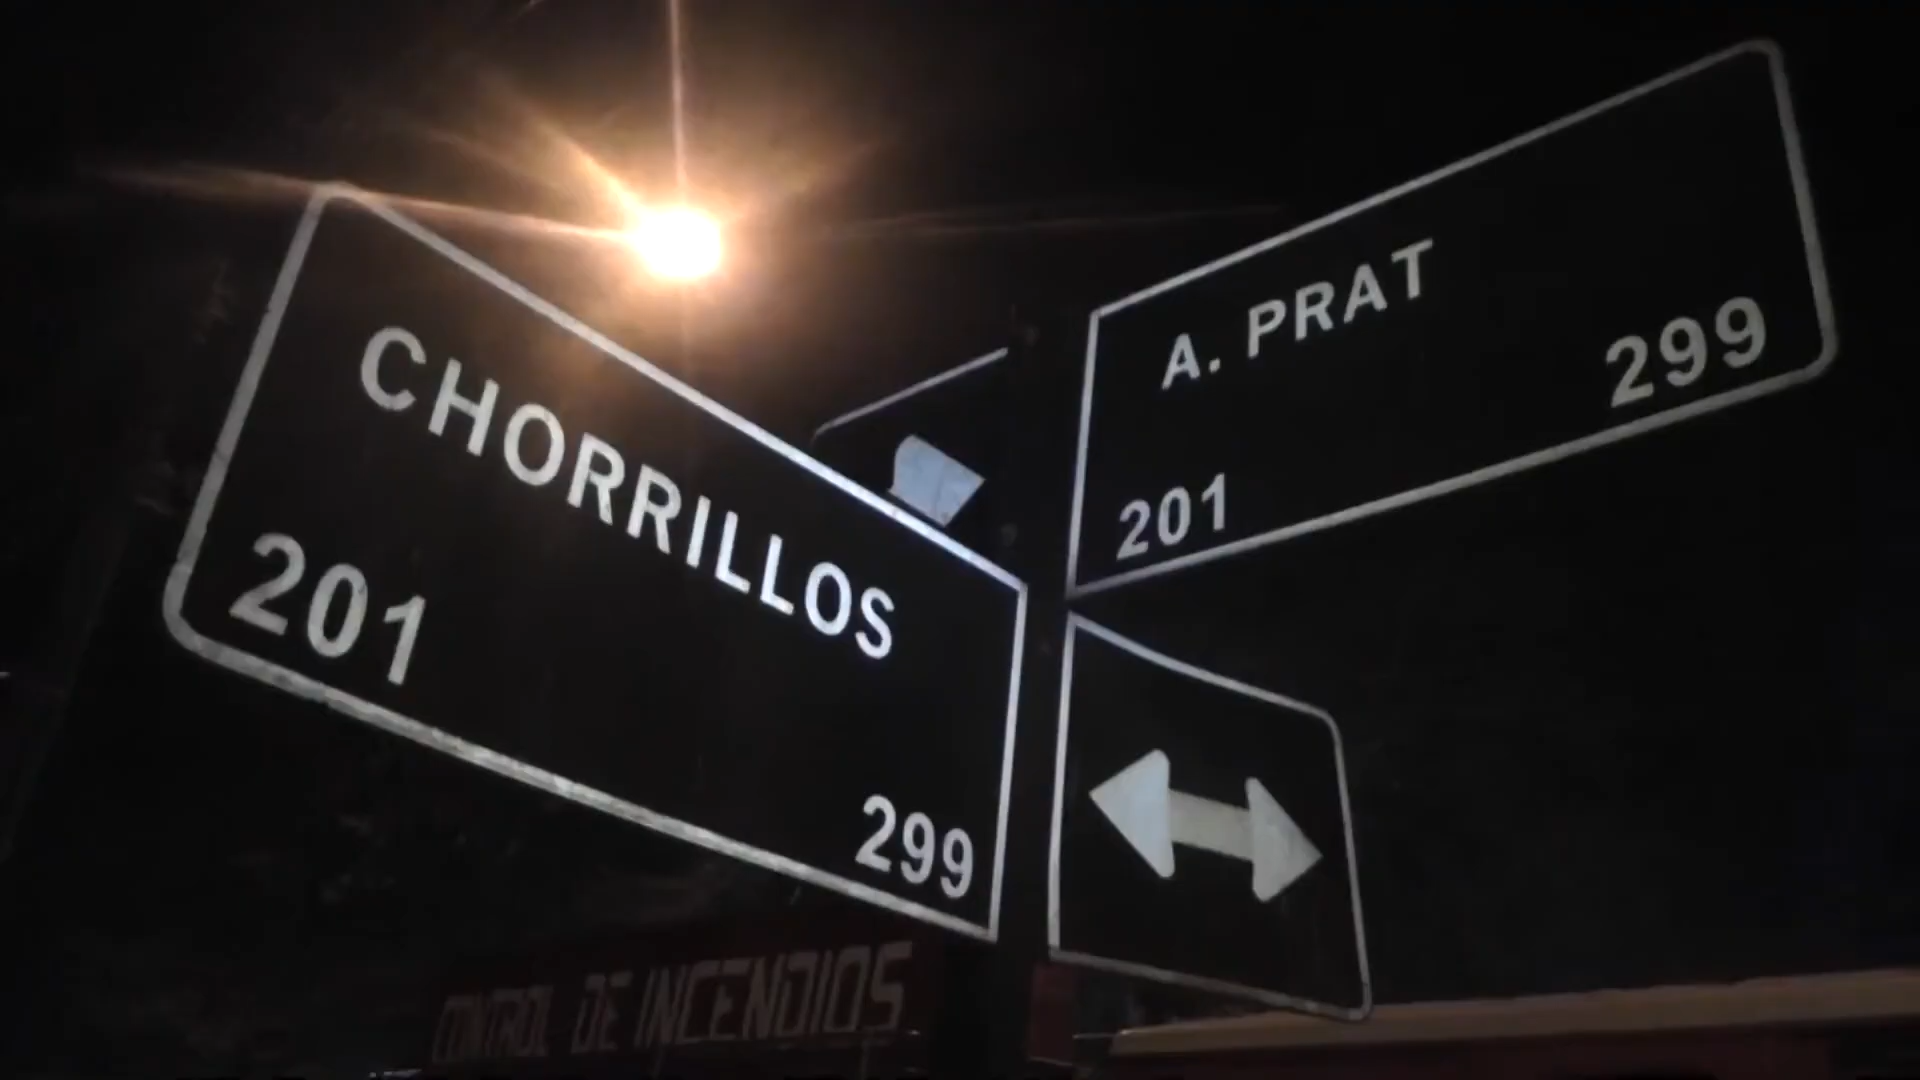 CHORRILLOS
201
299
A. PRAT
201
299
CONTROL DE INCENDIOS